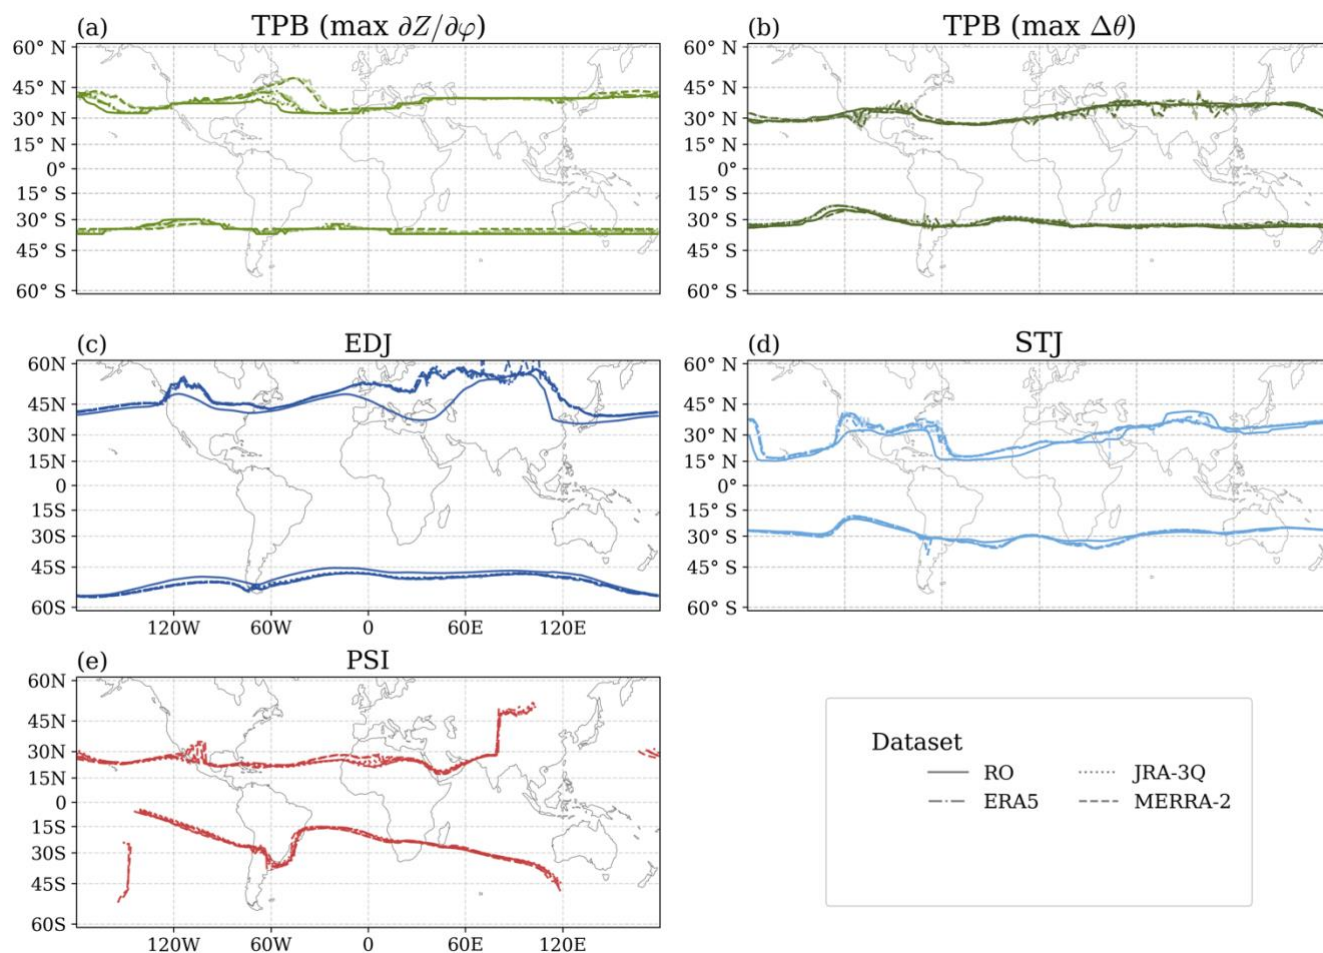 (a) TPB (max ∂Z/∂φ)
60° N
45° N
30° N
15° N
0°
15° S
30° S
45° S
60° S
(b) TPB (max Δθ)
60° N
45° N
30° N
15° N
0°
15° S
30° S
45° S
60° S
(c) EDJ
60N
45N
30N
15N
0
15S
30S
45S
60S
120W 60W 0 60E 120E
(d) STJ
60° N
45° N
30° N
15° N
0°
15° S
30° S
45° S
60° S
(e) PSI
60N
45N
30N
15N
0
15S
30S
45S
60S
120W 60W 0 60E 120E
Dataset
RO JRA-3Q
ERA5 MERRA-2